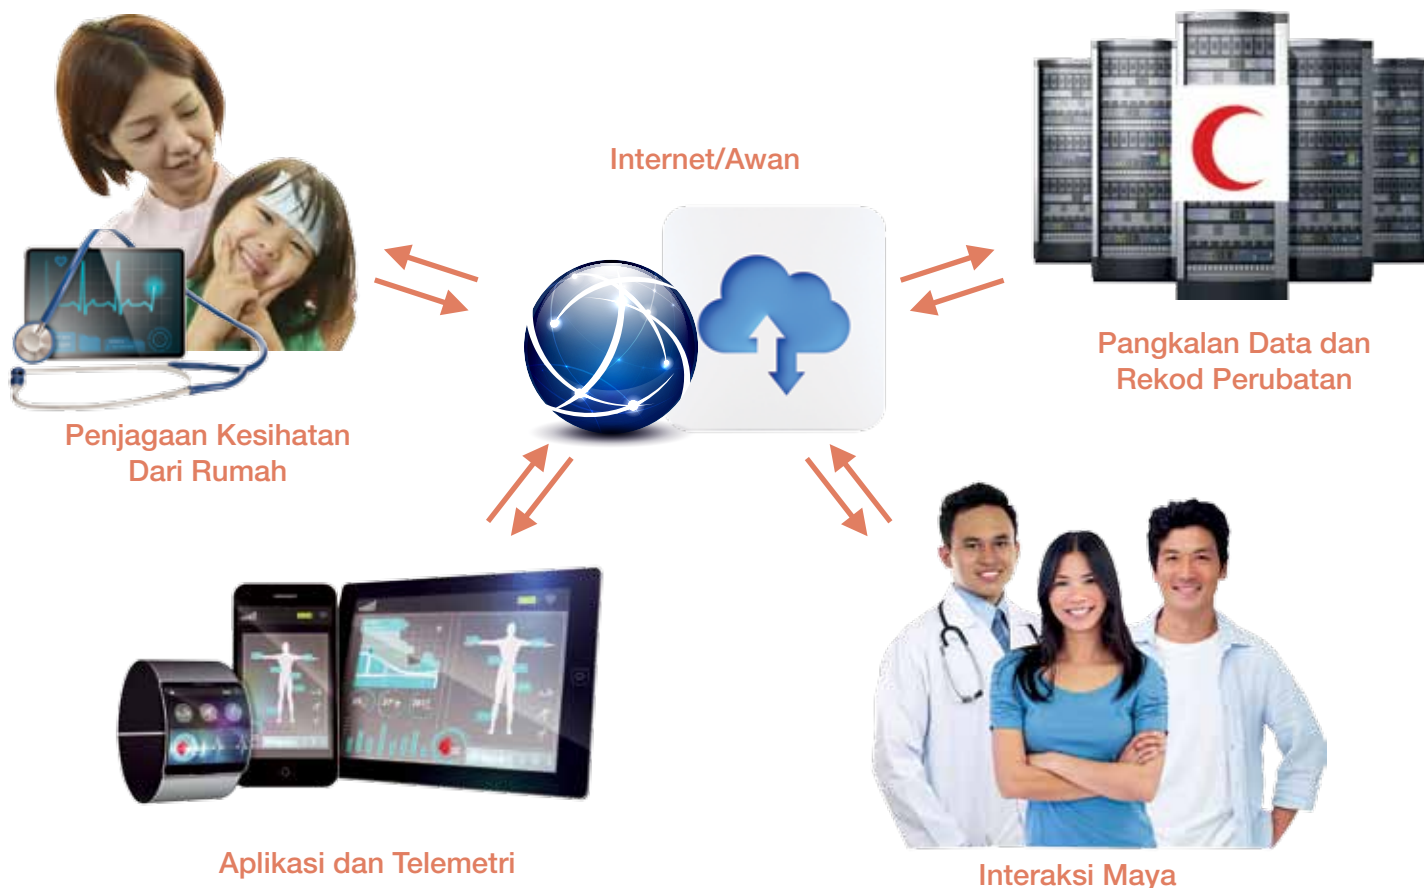 Internet/Awan
Pangkalan Data dan
Rekod Perubatan
Penjagaan Kesihatan
Dari Rumah
Aplikasi dan Telemetri
Interaksi Maya